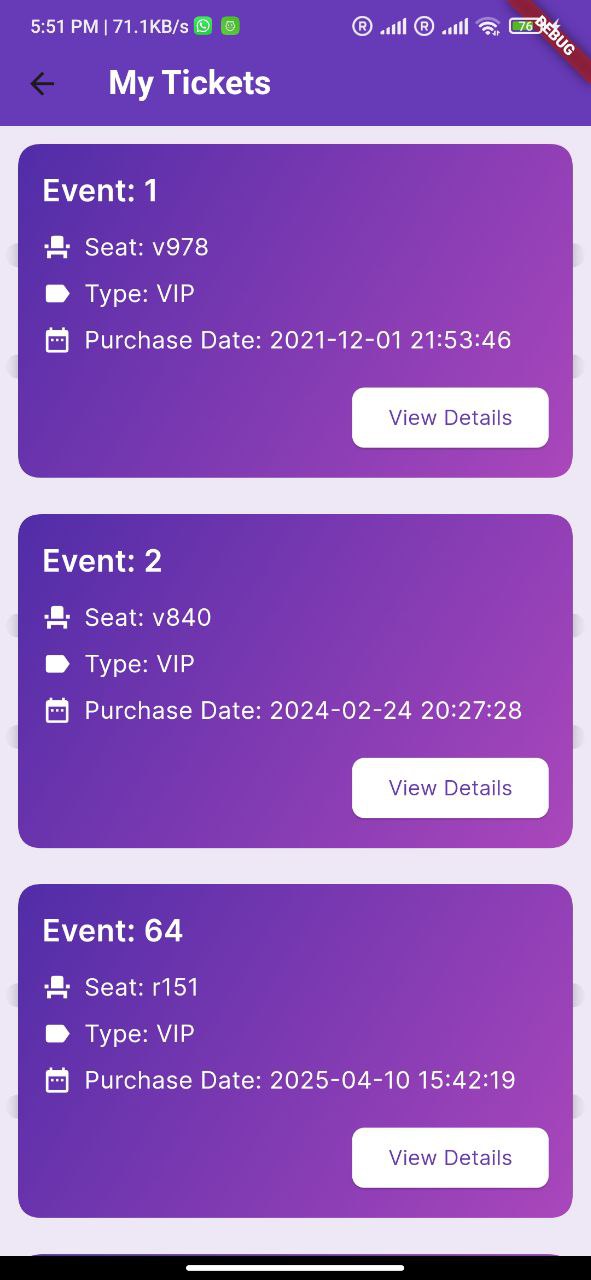 5:51 PM | 71.1KB/s
R R 76
DEBUG
My Tickets
Event: 1
Seat: v978
Type: VIP
Purchase Date: 2021-12-01 21:53:46
View Details
Event: 2
Seat: v840
Type: VIP
Purchase Date: 2024-02-24 20:27:28
View Details
Event: 64
Seat: r151
Type: VIP
Purchase Date: 2025-04-10 15:42:19
View Details